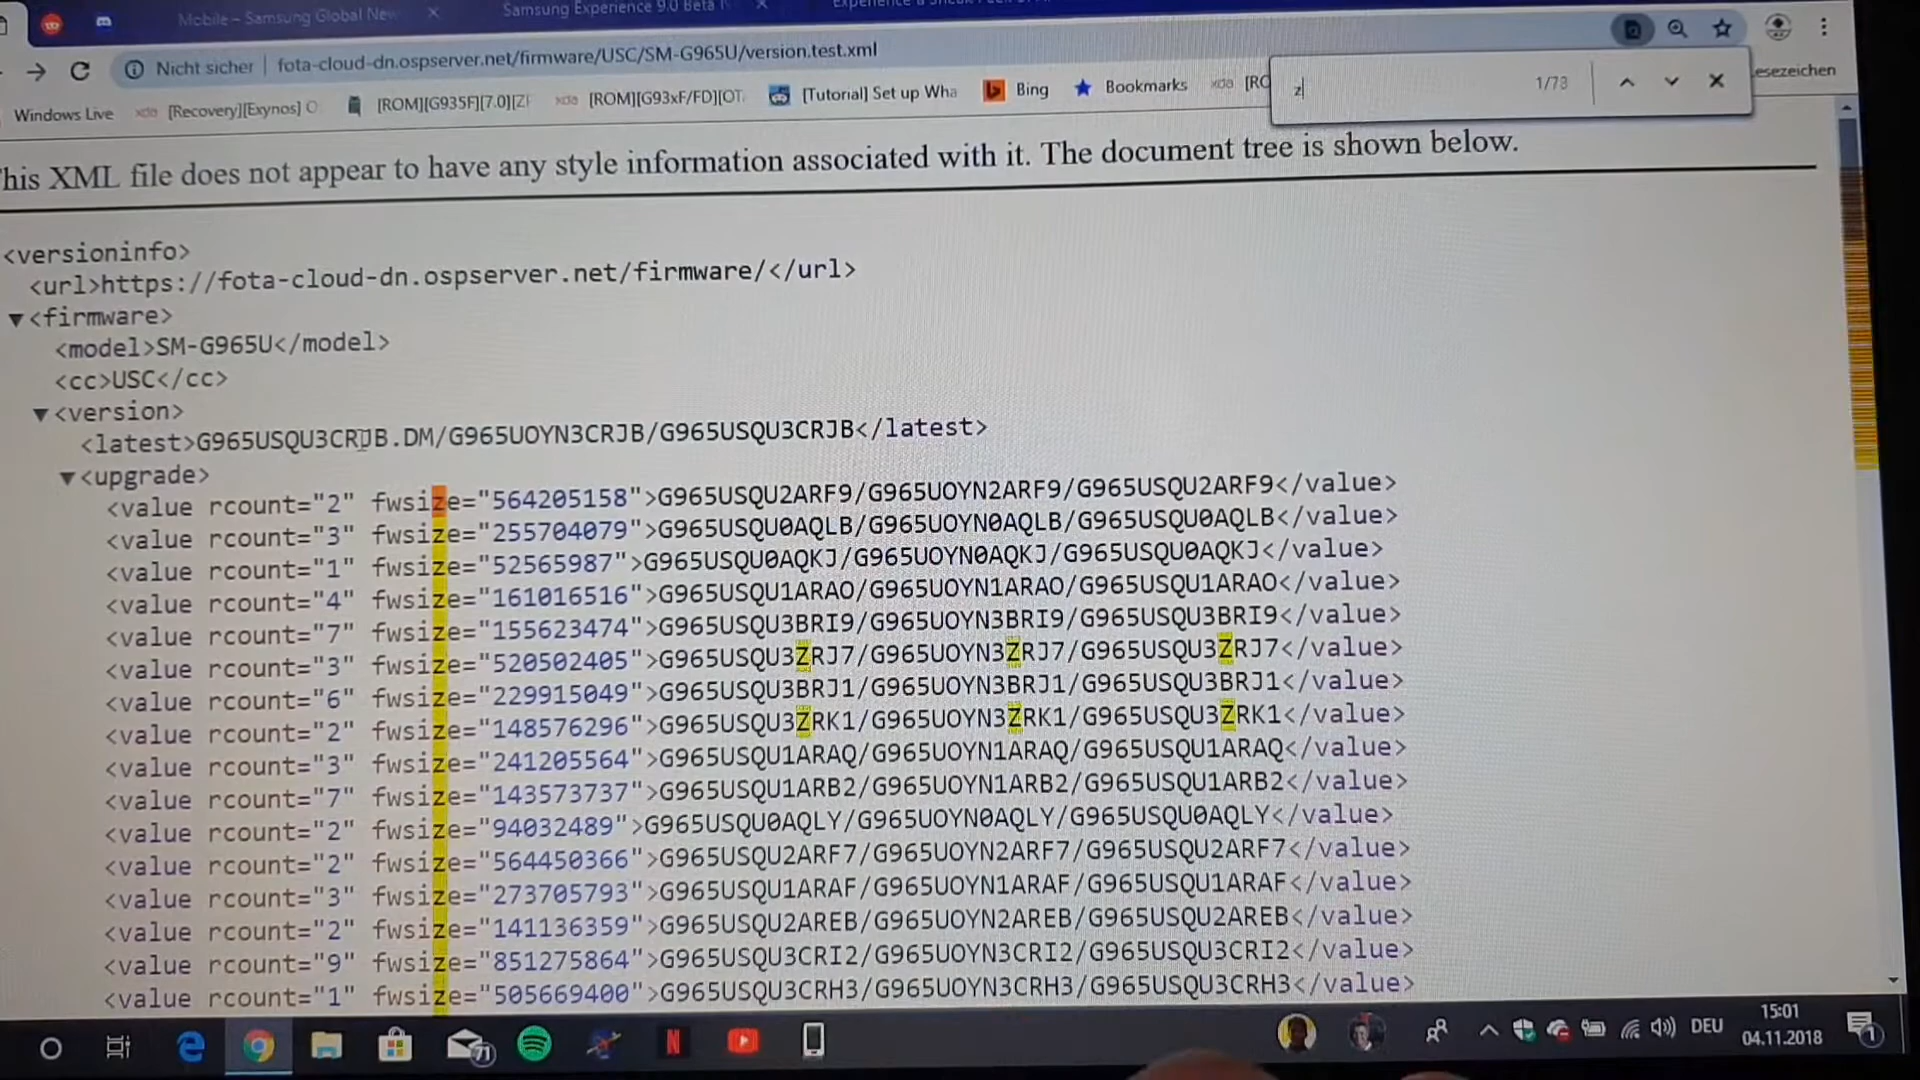 Mobile – Samsung Global New
Samsung Experience 9.0 Beta
Nicht sicher | fota-cloud-dn.ospserver.net/firmware/USC/SM-G965U/version.test.xml
z 1/73
Windows Live [Recovery][Exynos] O [ROM][G935F][7.0][ZF xda [ROM][G93xF/FD][OT. [Tutorial] Set up Wha Bing Bookmarks xda [RO esezeichen
his XML file does not appear to have any style information associated with it. The document tree is shown below.
<versioninfo>
<url>https://fota-cloud-dn.ospserver.net/firmware/</url>
▼<firmware>
<model>SM-G965U</model>
<cc>USC</cc>
▼<version>
<latest>G965USQU3CRJB.DM/G965UOYN3CRJB/G965USQU3CRJB</latest>
▼<upgrade>
<value rcount="2" fwsize="564205158">G965USQU2ARF9/G965UOYN2ARF9/G965USQU2ARF9</value>
<value rcount="3" fwsize="255704079">G965USQU0AQLB/G965UOYN0AQLB/G965USQU0AQLB</value>
<value rcount="1" fwsize="52565987">G965USQU0AQKJ/G965UOYN0AQKJ/G965USQU0AQKJ</value>
<value rcount="4" fwsize="161016516">G965USQU1ARAO/G965UOYN1ARAO/G965USQU1ARAO</value>
<value rcount="7" fwsize="155623474">G965USQU3BRI9/G965UOYN3BRI9/G965USQU3BRI9</value>
<value rcount="3" fwsize="520502405">G965USQU3ZRJ7/G965UOYN3ZRJ7/G965USQU3ZRJ7</value>
<value rcount="6" fwsize="229915049">G965USQU3BRJ1/G965UOYN3BRJ1/G965USQU3BRJ1</value>
<value rcount="2" fwsize="148576296">G965USQU3ZRK1/G965UOYN3ZRK1/G965USQU3ZRK1</value>
<value rcount="3" fwsize="241205564">G965USQU1ARAQ/G965UOYN1ARAQ/G965USQU1ARAQ</value>
<value rcount="7" fwsize="143573737">G965USQU1ARB2/G965UOYN1ARB2/G965USQU1ARB2</value>
<value rcount="2" fwsize="94032489">G965USQU0AQLY/G965UOYN0AQLY/G965USQU0AQLY</value>
<value rcount="2" fwsize="564450366">G965USQU2ARF7/G965UOYN2ARF7/G965USQU2ARF7</value>
<value rcount="3" fwsize="273705793">G965USQU1ARAF/G965UOYN1ARAF/G965USQU1ARAF</value>
<value rcount="2" fwsize="141136359">G965USQU2AREB/G965UOYN2AREB/G965USQU2AREB</value>
<value rcount="9" fwsize="851275864">G965USQU3CRI2/G965UOYN3CRI2/G965USQU3CRI2</value>
<value rcount="1" fwsize="505669400">G965USQU3CRH3/G965UOYN3CRH3/G965USQU3CRH3</value>
71
DEU
15:01
04.11.2018
1